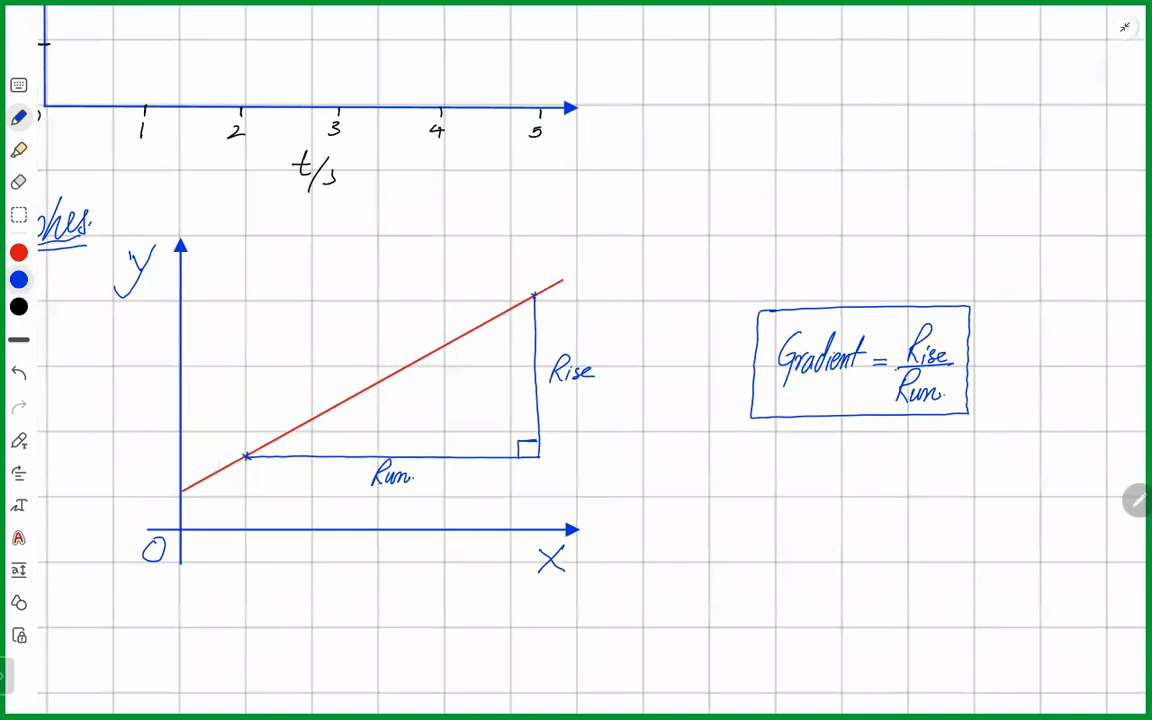 1 2 3 4 5
t/s
Y
Rise
Run.
O
X
Gradient = Rise
Run.